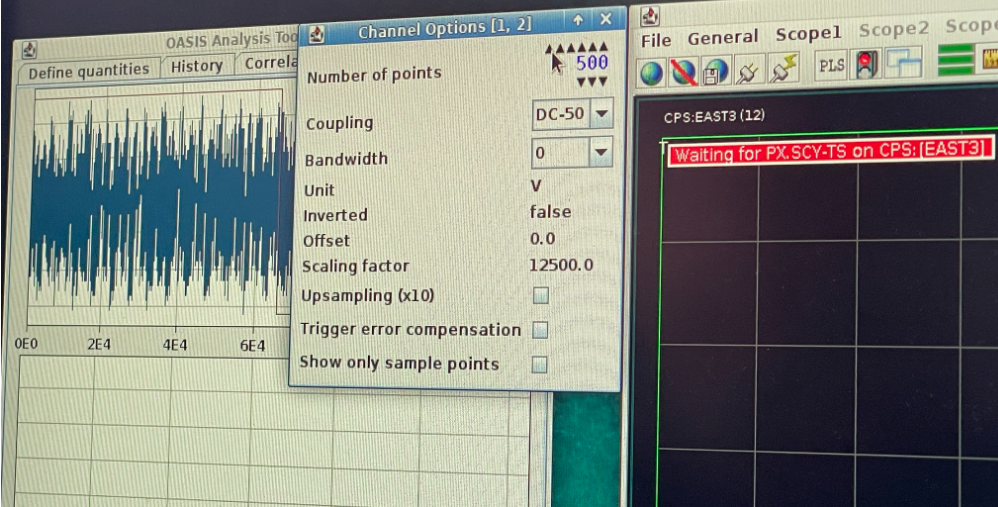 OASIS Analysis Too
Define quantities
History
Correla
0E0
2E4
4E4
6E4
Channel Options [1, 2]
Number of points
500
Coupling
DC-50
Bandwidth
0
Unit
V
Inverted
false
Offset
0.0
Scaling factor
12500.0
Upsampling (x10)
Trigger error compensation
Show only sample points
File General Scope1 Scope2 Scop
PLS
CPS:EAST3 (12)
T
Waiting for PX.SCY-TS on CPS:[EAST3]